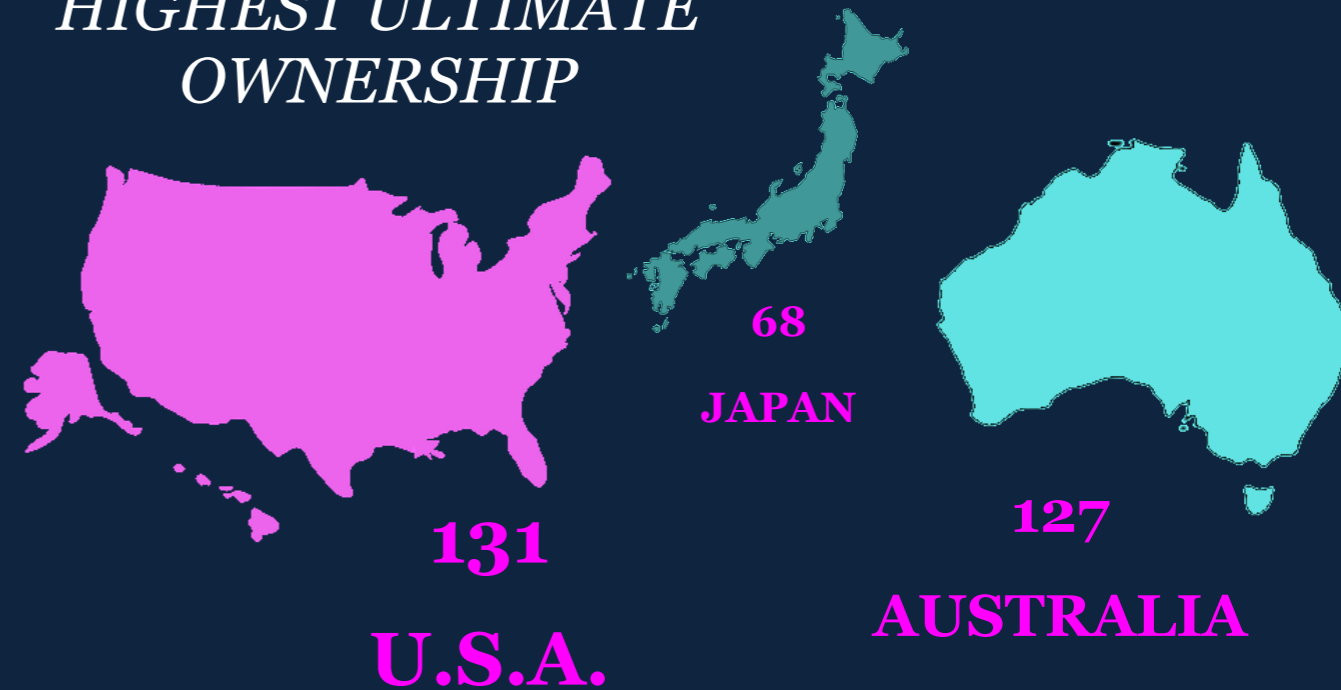 HIGHEST ULTIMATE
OWNERSHIP
68
JAPAN
131
U.S.A.
127
AUSTRALIA